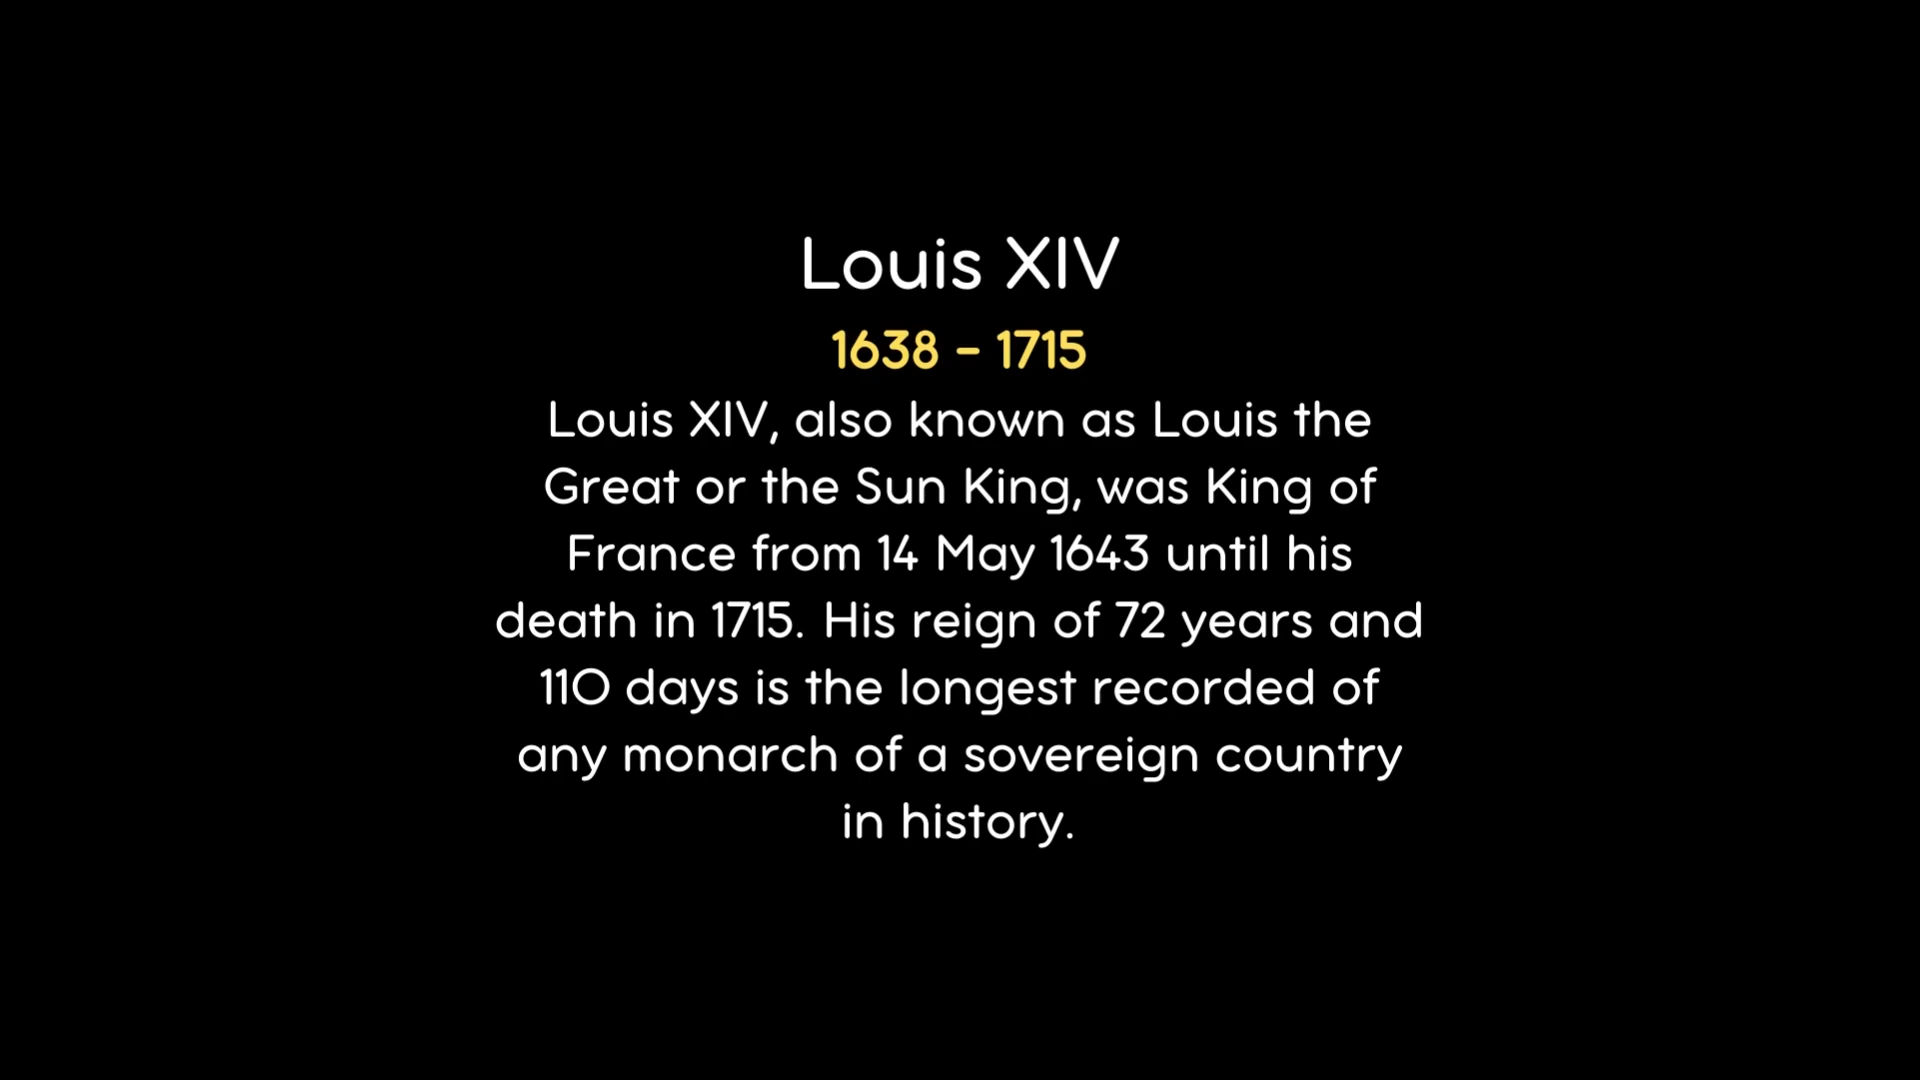 Louis XIV
1638 - 1715
Louis XIV, also known as Louis the
Great or the Sun King, was King of
France from 14 May 1643 until his
death in 1715. His reign of 72 years and
110 days is the longest recorded of
any monarch of a sovereign country
in history.